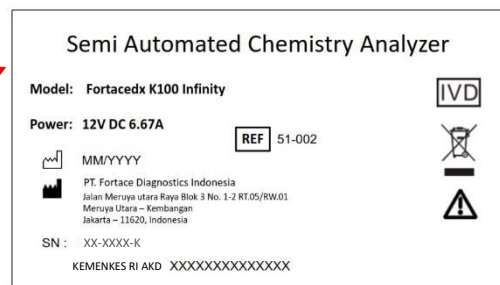 Semi Automated Chemistry Analyzer
Model: Fortacedx K100 Infinity
IVD
Power: 12V DC 6.67A
REF 51-002
MM/YYYY
PT. Fortace Diagnostics Indonesia
Jalan Meruya utara Raya Blok 3 No. 1-2 RT.05/RW.01
Meruya Utara – Kembangan
Jakarta – 11620, Indonesia
SN : XX-XXXX-K
KEMENKES RI AKD XXXXXXXXXXXXXX